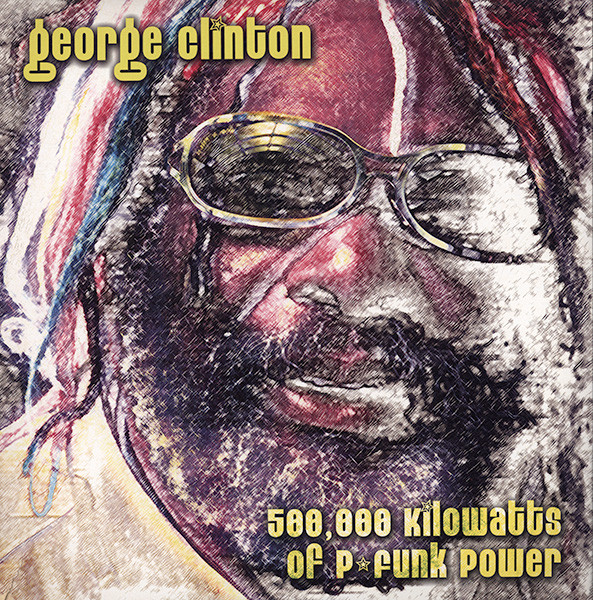 george clinton
500,000 kilowatts
of p★funk power